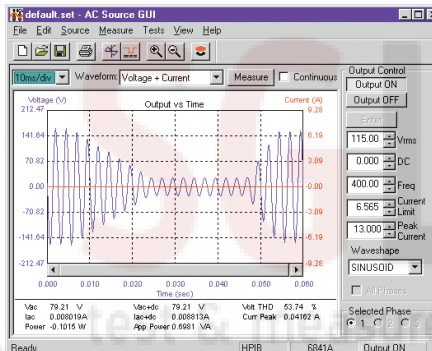 default.set - AC Source GUI
File Edit Source Measure Tests View Help
10ms/div Waveform: Voltage + Current Measure Continuous
Output Control
Output ON
Output OFF
Enter
115.00 Vrms
0.000 DC
400.00 Freq
6.565 Current Limit
13.000 Peak Current
Waveshape
SINUSOID
All Phases
Selected Phase
1 2 3
Voltage (V) Output vs Time Current (A)
212.47 9.28
141.64 6.19
70.82 3.09
0.00 -0.00
-70.82 -3.09
-141.64 -6.19
-212.47 -9.28
0.000 0.010 0.020 0.030 0.040 0.050 0.060
Time (sec)
Vac 79.21 V Vac+dc 79.21 V Volt THD 53.74 %
Iac 0.008019A Iac+dc 0.008813A Curr Peak 0.04162 A
Power -0.1015 W App.Power 0.6981 VA
Ready HPIB 6841A Output ON